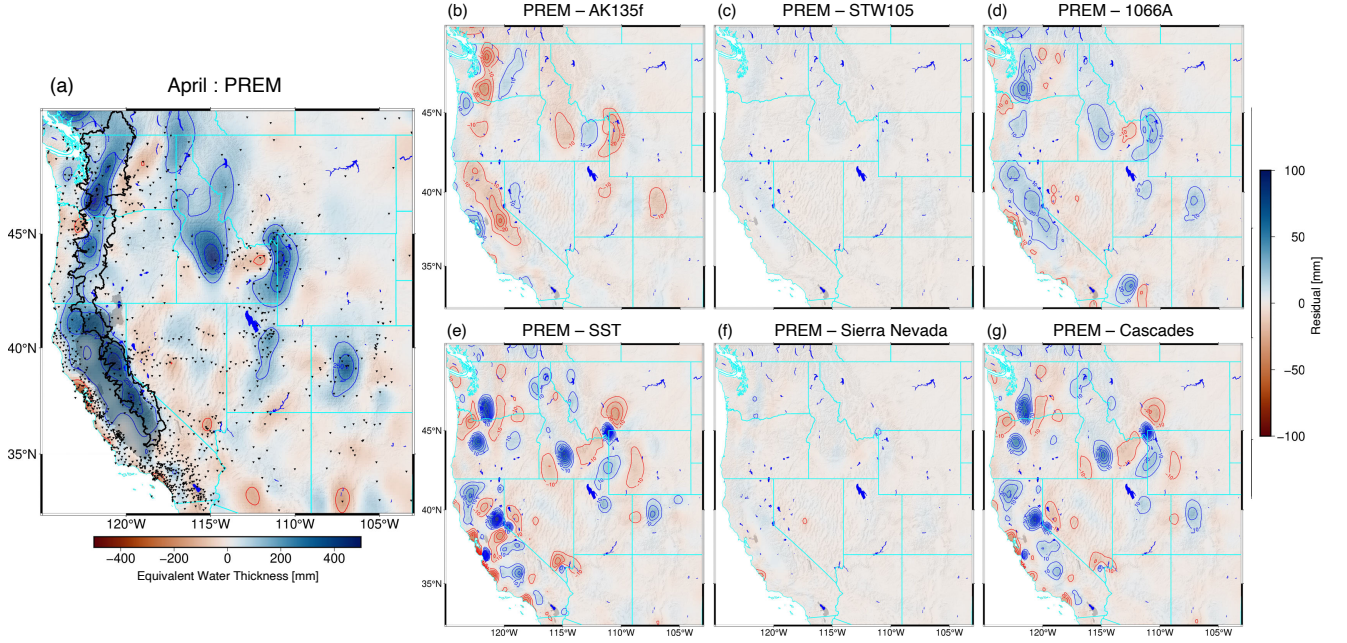 (a)
April : PREM
45°N
40°N
35°N
120°W 115°W 110°W 105°W
−400 −200 0 200 400
Equivalent Water Thickness [mm]
(b) PREM − AK135f
(c) PREM − STW105
(d) PREM − 1066A
45°N
40°N
35°N
(e) PREM − SST
(f) PREM − Sierra Nevada
(g) PREM − Cascades
45°N
40°N
35°N
120°W 115°W 110°W 105°W
120°W 115°W 110°W 105°W
120°W 115°W 110°W 105°W
100
50
0
−50
−100
Residual [mm]